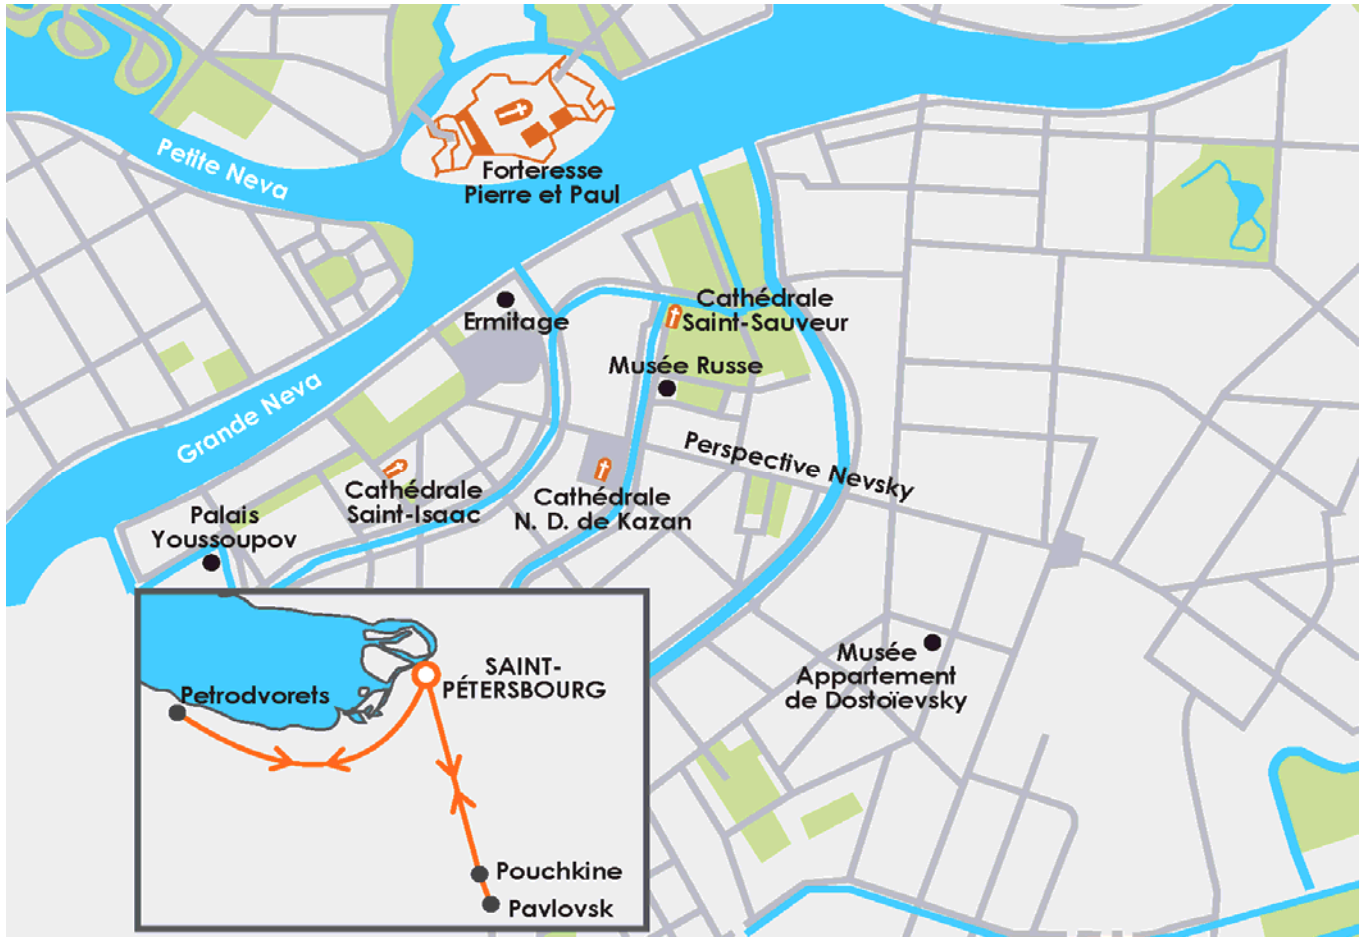 Petite Neva
Forteresse
Pierre et Paul
Ermitage
Cathédrale
Saint-Sauveur
Musée Russe
Grande Neva
Perspective Nevsky
Cathédrale
Saint-Isaac
Cathédrale
N. D. de Kazan
Palais
Youssoupov
Musée
Appartement
de Dostoïevsky
SAINT-
PÉTERSBOURG
Petrodvorets
Pouchkine
Pavlovsk